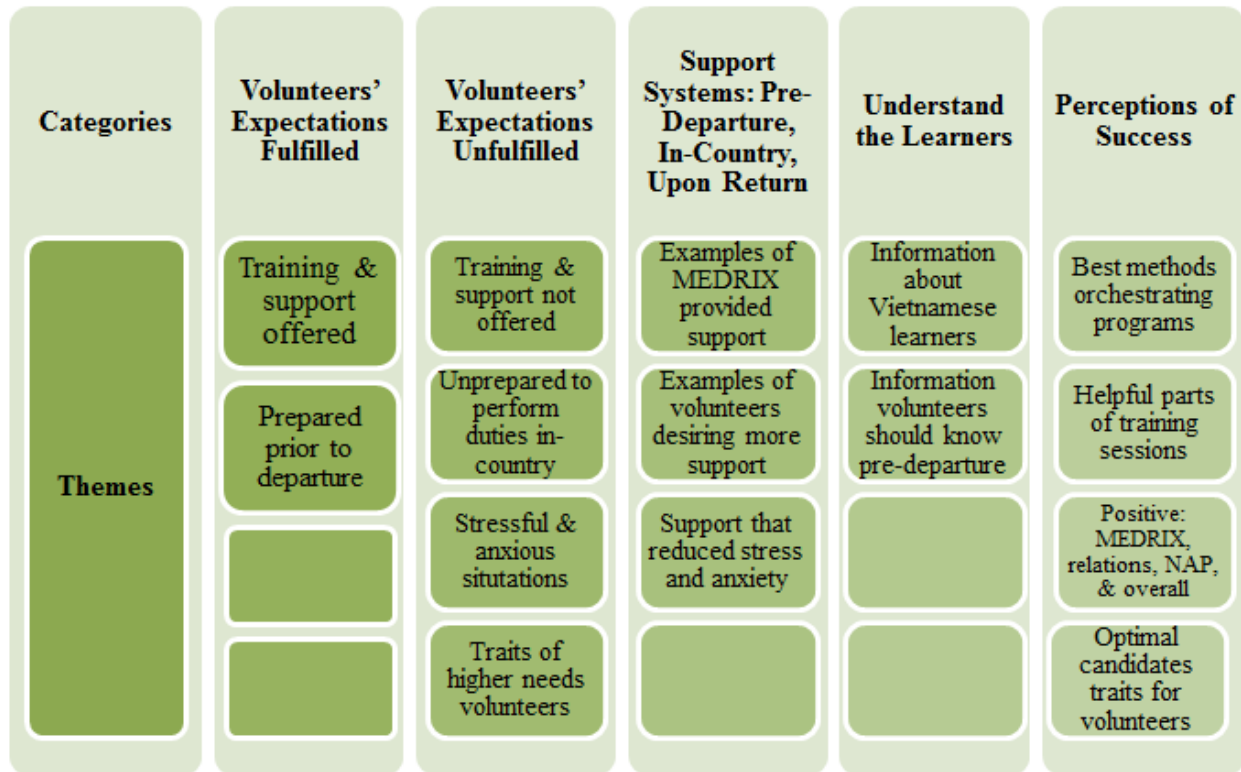 Categories
Volunteers’
Expectations
Fulfilled
Volunteers’
Expectations
Unfulfilled
Support
Systems: Pre-
Departure,
In-Country,
Upon Return
Understand
the Learners
Perceptions of
Success
Themes
Training &
support
offered
Prepared
prior to
departure
Training &
support not
offered
Unprepared to
perform
duties in-
country
Stressful &
anxious
situtations
Traits of
higher needs
volunteers
Examples of
MEDRIX
provided
support
Examples of
volunteers
desiring more
support
Support that
reduced stress
and anxiety
Information
about
Vietnamese
learners
Information
volunteers
should know
pre-departure
Best methods
orchestrating
programs
Helpful parts
of training
sessions
Positive:
MEDRIX,
relations, NAP,
& overall
Optimal
candidates
traits for
volunteers